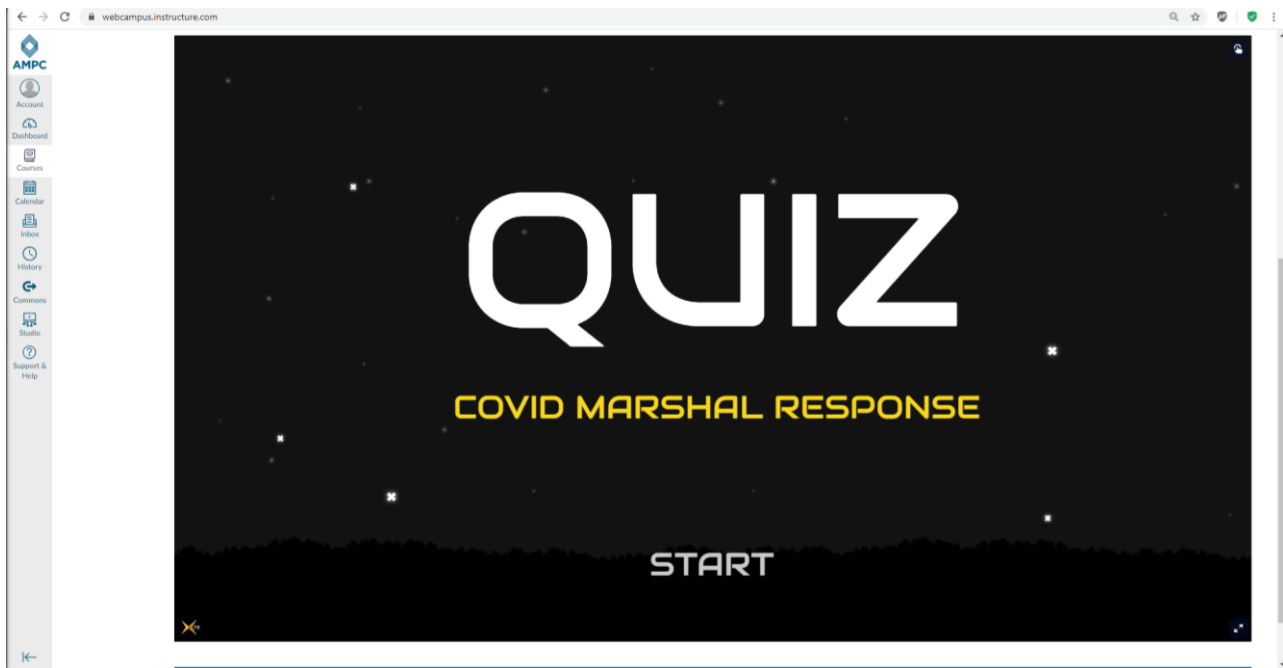 webcampus.instructure.com
AMPC
Account
Dashboard
Courses
Calendar
Inbox
History
Commons
Studio
Support &
Help
QUIZ
COVID MARSHAL RESPONSE
START